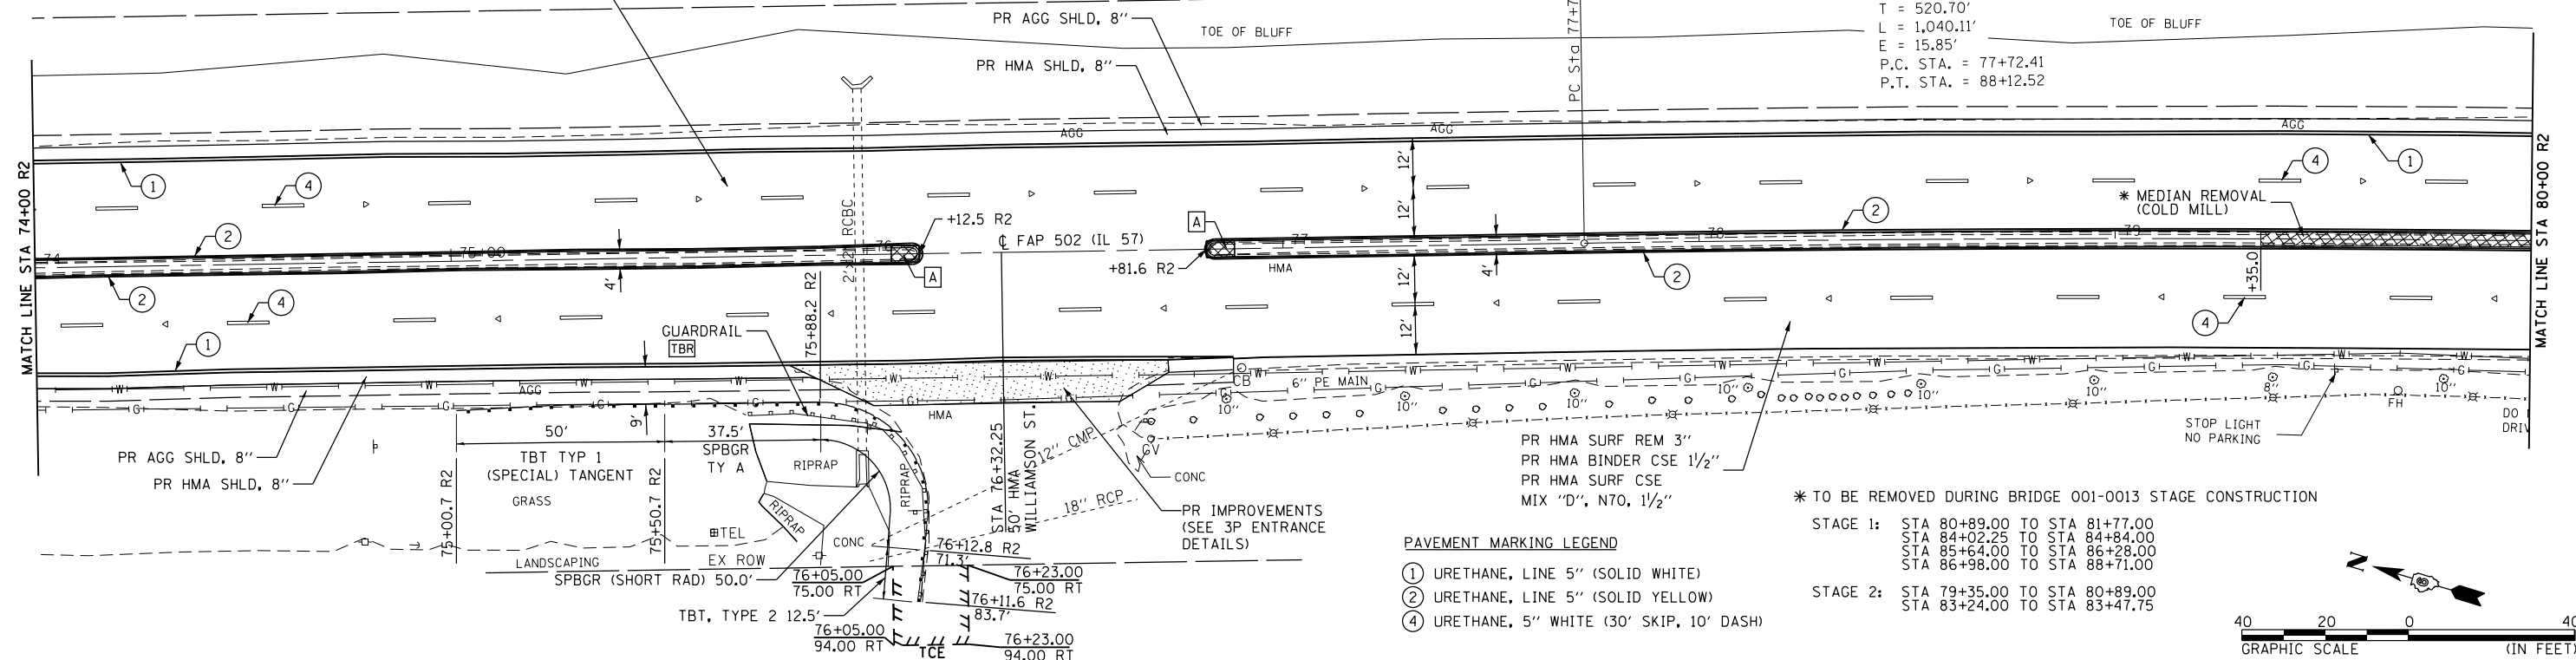 PR AGG SHLD, 8"
TOE OF BLUFF
PR HMA SHLD, 8"
T = 520.70'
L = 1,040.11'
E = 15.85'
P.C. STA. = 77+72.41
P.T. STA. = 88+12.52
TOE OF BLUFF
PC Sta 77+7
MATCH LINE STA 74+00 R2
MATCH LINE STA 80+00 R2
AGG
AGG
AGG
1
4
4
1
12'
12'
2
2
* MEDIAN REMOVAL
(COLD MILL)
2'x2' RCBC
+12.5 R2
A
℄ FAP 502 (IL 57)
74
75+00
76
77
78
79
+81.6 R2
HMA
A
2
2
4'
4'
12'
12'
+35.0
4
4
1
GUARDRAIL
TBR
75+88.2 R2
W W W W W W W W W W W W W W
AGG
G G G G G G G G G G G
HMA
CB
6" PE MAIN
10" 10" 10" 10" 10" 10" 8" 10"
FH
9'
50'
TBT TYP 1
(SPECIAL) TANGENT
37.5'
SPBGR
TY A
PR AGG SHLD, 8"
PR HMA SHLD, 8"
GRASS
75+00.7 R2
75+50.7 R2
RIPRAP
RIPRAP
RIPRAP
TEL
CONC
LANDSCAPING
EX ROW
SPBGR (SHORT RAD) 50.0'
TBT, TYPE 2 12.5'
STA 76+32.25
50' HMA
WILLIAMSON ST.
12" CMP
18" RCP
GV
CONC
PR IMPROVEMENTS
(SEE 3P ENTRANCE
DETAILS)
76+12.8 R2
71.3'
76+05.00
75.00 RT
76+23.00
75.00 RT
76+11.6 R2
83.7'
76+05.00
94.00 RT
76+23.00
94.00 RT
TCE
PR HMA SURF REM 3"
PR HMA BINDER CSE 1 1/2"
PR HMA SURF CSE
MIX "D", N70, 1 1/2"
STOP LIGHT
NO PARKING
DO
DRIV
* TO BE REMOVED DURING BRIDGE 001-0013 STAGE CONSTRUCTION
STAGE 1: STA 80+89.00 TO STA 81+77.00
STA 84+02.25 TO STA 84+84.00
STA 85+64.00 TO STA 86+28.00
STA 86+98.00 TO STA 88+71.00
STAGE 2: STA 79+35.00 TO STA 80+89.00
STA 83+24.00 TO STA 83+47.75
PAVEMENT MARKING LEGEND
1 URETHANE, LINE 5" (SOLID WHITE)
2 URETHANE, LINE 5" (SOLID YELLOW)
4 URETHANE, 5" WHITE (30' SKIP, 10' DASH)
N
40 20 0 40
GRAPHIC SCALE (IN FEET)